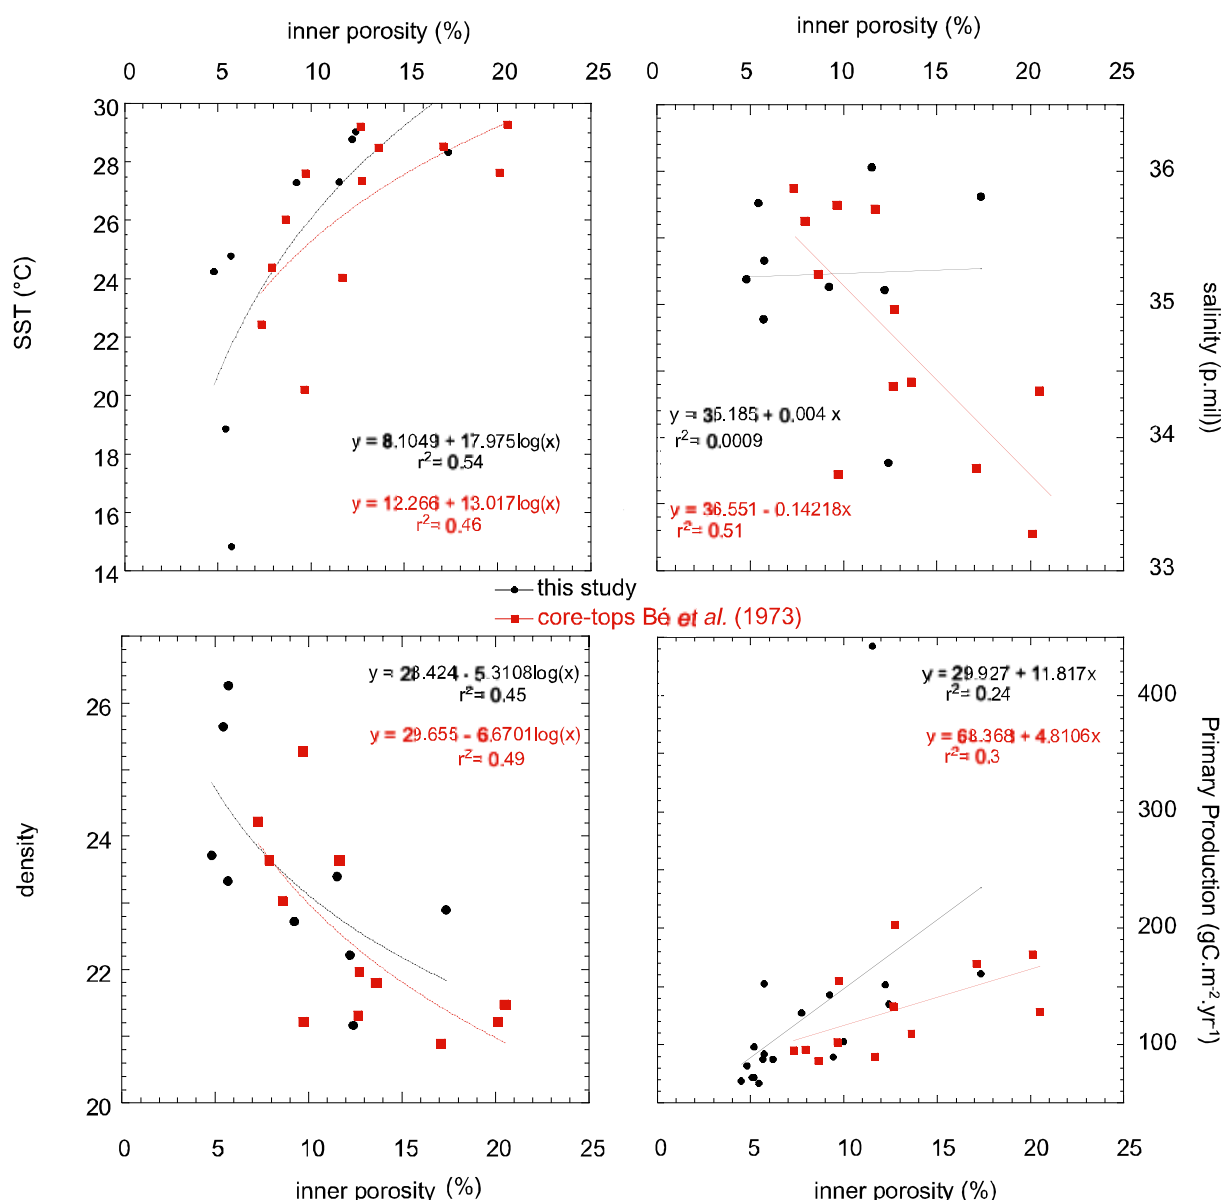 inner porosity (%)
0 5 10 15 20 25
30
28
26
24
22
20
18
16
14
SST (°C)
y = 8.1049 + 17.975log(x)
r²= 0.54
y = 12.266 + 13.017log(x)
r²= 0.46
inner porosity (%)
0 5 10 15 20 25
36
35
34
33
salinity (p.mil))
y = 35.185 + 0.004 x
r²= 0.0009
y = 36.551 - 0.14218x
r²= 0.51
this study
core-tops Bé et al. (1973)
26
24
22
20
density
y = 28.424 - 5.3108log(x)
r²= 0.45
y = 29.655 - 6.6701log(x)
r²= 0.49
0 5 10 15 20 25
inner porosity (%)
400
300
200
100
Primary Production (gC.m⁻².yr⁻¹)
y = 29.927 + 11.817x
r²= 0.24
y = 68.368 + 4.8106x
r²= 0.3
0 5 10 15 20 25
inner porosity (%)